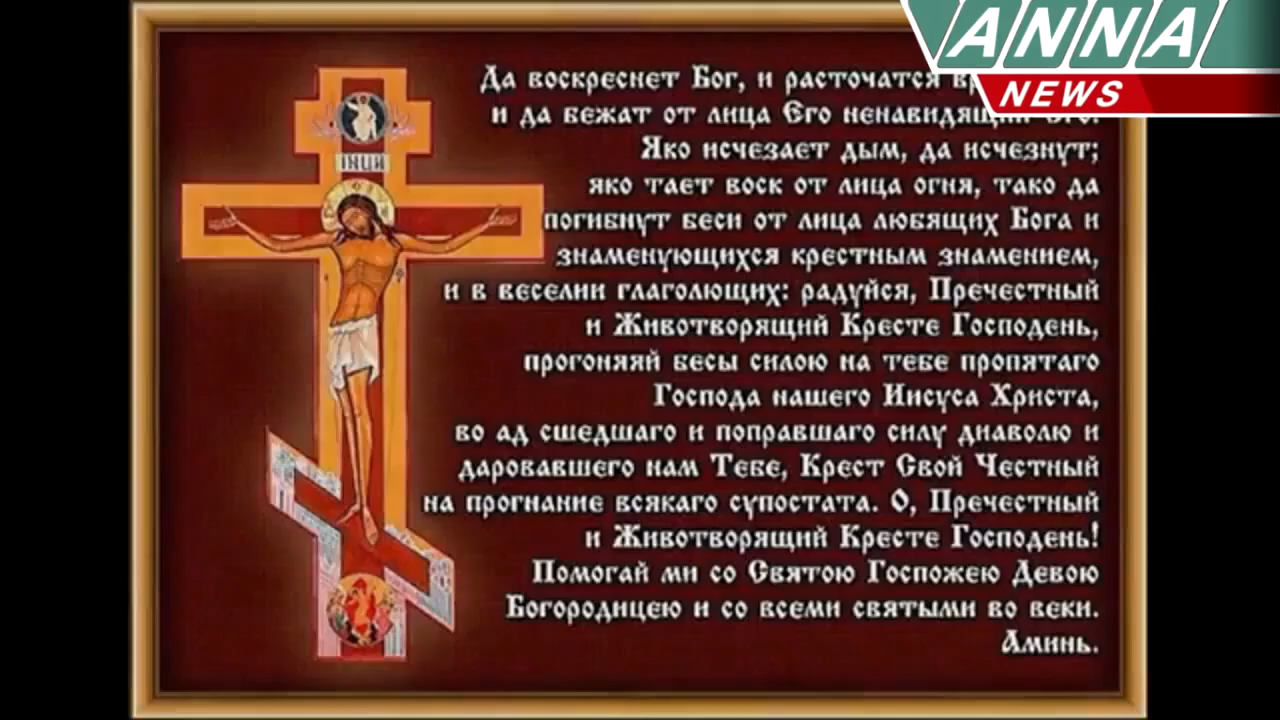 ANNA
NEWS
Да воскреснет Бог, и расточатся
и да бежат от лица Его ненавидящии Его.
Яко исчезает дым, да исчезнут;
яко тает воск от лица огня, тако да
погибнут беси от лица любящих Бога и
знаменующихся крестным знамением,
и в веселии глаголющих: радуйся, Пречестный
и Животворящий Кресте Господень,
прогоняяй бесы силою на тебе пропятаго
Господа нашего Иисуса Христа,
во ад сшедшаго и поправшаго силу диаволю и
даровавшего нам Тебе, Крест Свой Честный
на прогнание всякаго супостата. О, Пречестный
и Животворящий Кресте Господень!
Помогай ми со Святою Госпожею Девою
Богородицею и со всеми святыми во веки.
Аминь.
ІНЦИ